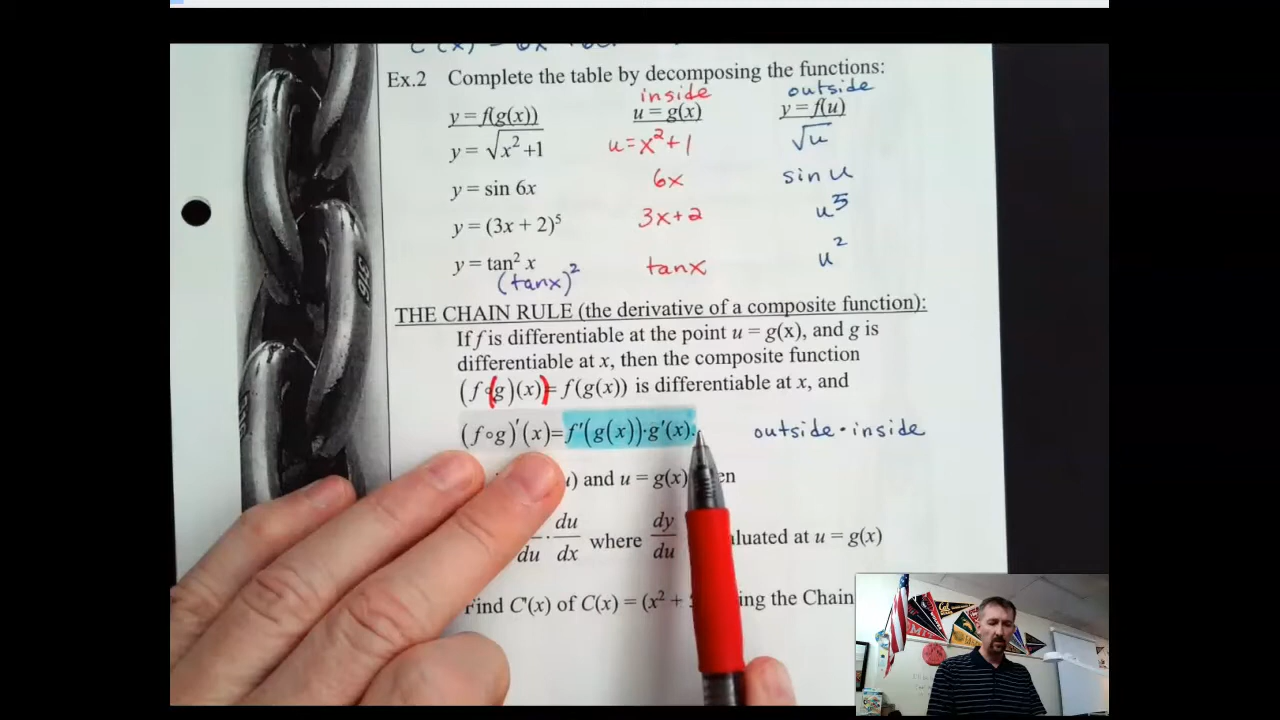 Ex.2 Complete the table by decomposing the functions:
inside outside
y = f(g(x)) u = g(x) y = f(u)
y = √x²+1 u = x²+1 √u
y = sin 6x 6x sin u
y = (3x + 2)⁵ 3x+2 u⁵
y = tan² x tanx u²
(tanx)²
THE CHAIN RULE (the derivative of a composite function):
If f is differentiable at the point u = g(x), and g is
differentiable at x, then the composite function
(f∘g)(x) = f(g(x)) is differentiable at x, and
(f∘g)′(x)=f′(g(x))·g′(x). outside · inside
) and u = g(x)
du/dx where dy/du evaluated at u = g(x)
Find C'(x) of C(x) = (x² + using the Chain